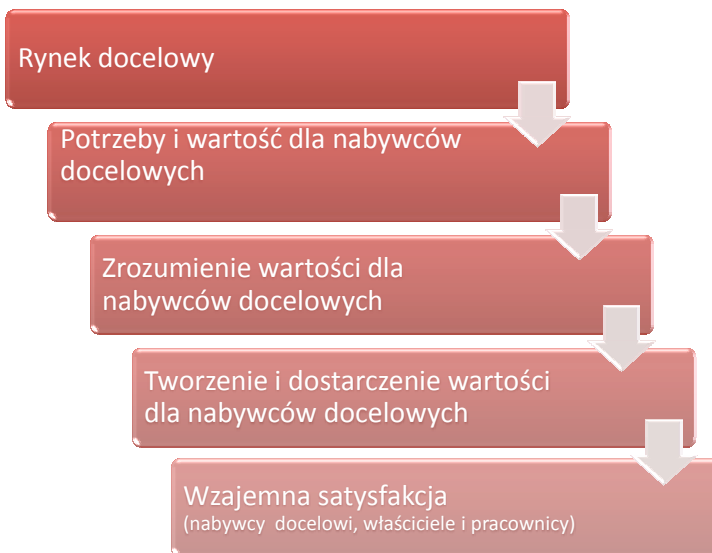 Rynek docelowy
Potrzeby i wartość dla nabywców
docelowych
Zrozumienie wartości dla
nabywców docelowych
Tworzenie i dostarczenie wartości
dla nabywców docelowych
Wzajemna satysfakcja
(nabywcy docelowi, właściciele i pracownicy)